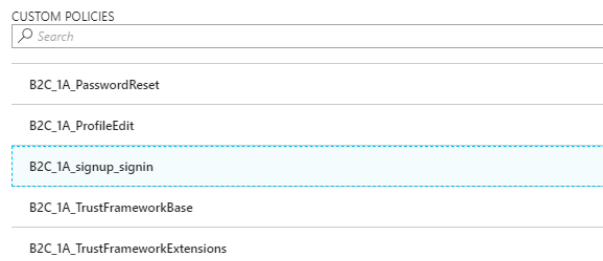 CUSTOM POLICIES
Search
B2C_1A_PasswordReset
B2C_1A_ProfileEdit
B2C_1A_signup_signin
B2C_1A_TrustFrameworkBase
B2C_1A_TrustFrameworkExtensions